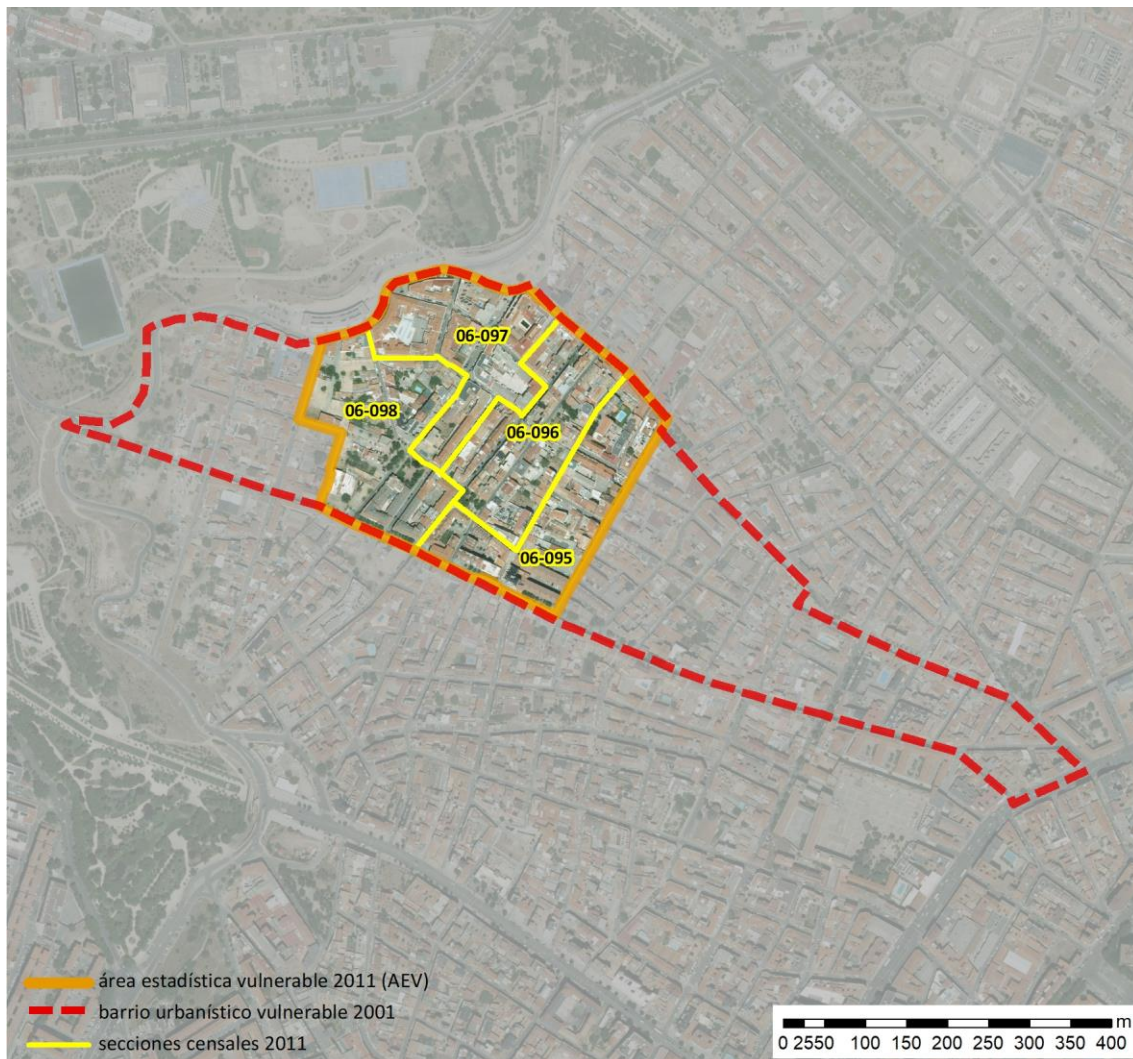 06-097
06-098
06-096
06-095
área estadística vulnerable 2011 (AEV)
barrio urbanístico vulnerable 2001
secciones censales 2011
m
0 2550 100 150 200 250 300 350 400